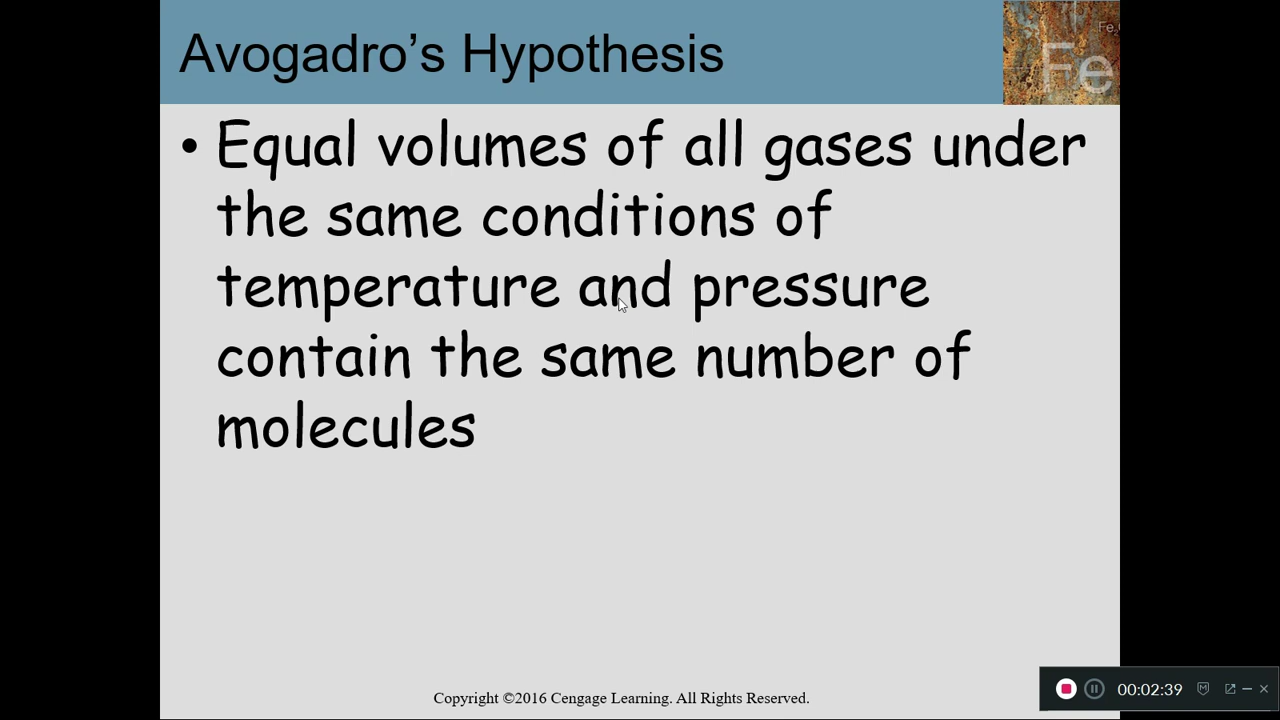 Avogadro’s Hypothesis
Fe
• Equal volumes of all gases under
the same conditions of
temperature and pressure
contain the same number of
molecules
Copyright ©2016 Cengage Learning. All Rights Reserved.
00:02:39